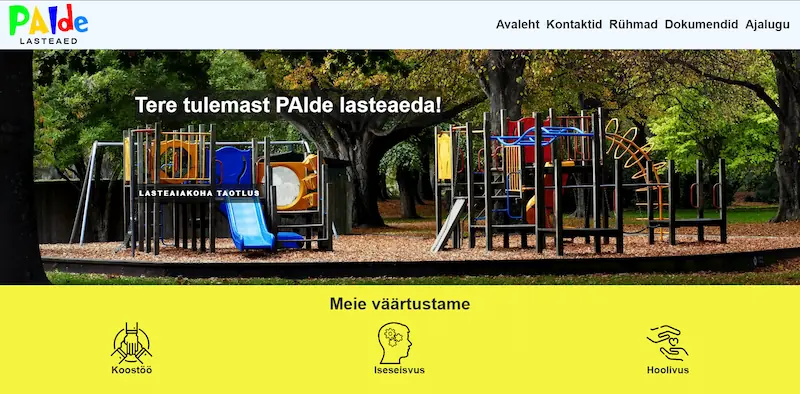 PAIde
LASTEAED
Avaleht Kontaktid Rühmad Dokumendid Ajalugu
Tere tulemast PAIde lasteaeda!
LASTEAIAKOHA TAOTLUS
Meie väärtustame
Koostöö
Iseseisvus
Hoolivus